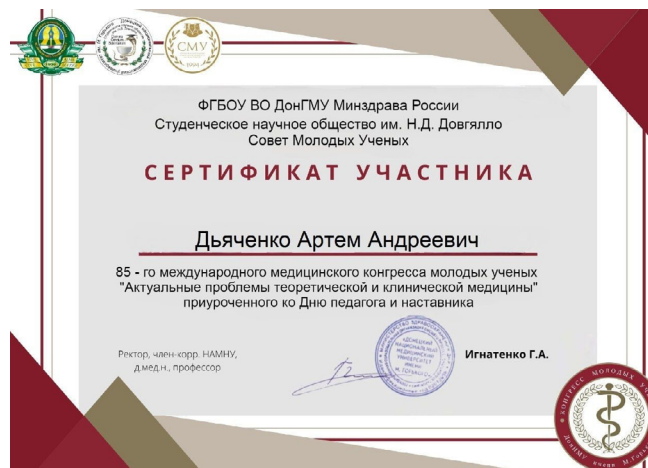 СМУ
ФГБОУ ВО ДонГМУ Минздрава России
Студенческое научное общество им. Н.Д. Довгялло
Совет Молодых Ученых
СЕРТИФИКАТ УЧАСТНИКА
Дьяченко Артем Андреевич
85 - го международного медицинского конгресса молодых ученых
"Актуальные проблемы теоретической и клинической медицины"
приуроченного ко Дню педагога и наставника
Ректор, член-корр. НАМНУ,
д.мед.н., профессор
Игнатенко Г.А.